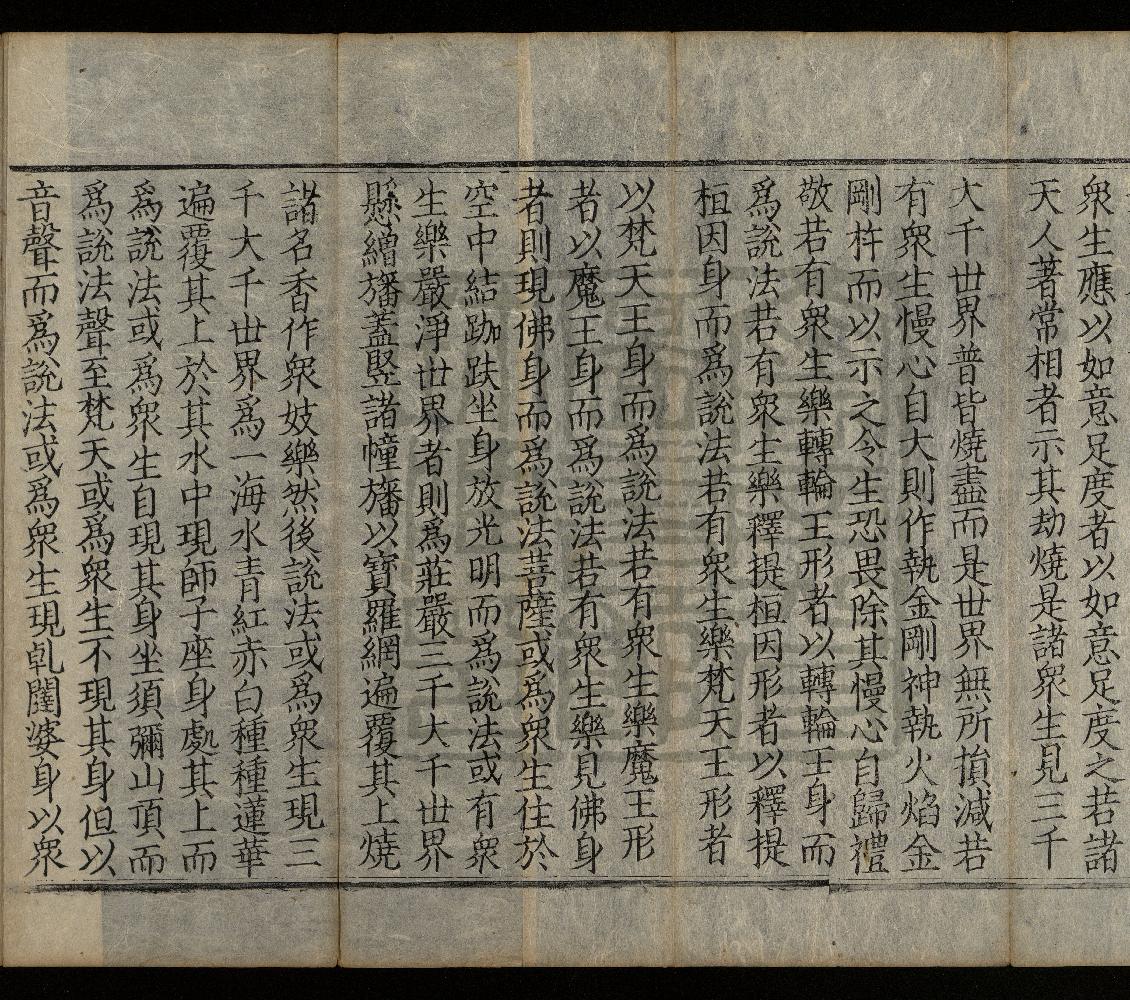 衆生應以如意足度者以如意足度之若諸
天人著常相者示其劫燒是諸衆生見三千
大千世界普皆燒盡而是世界無所損減若
有衆生慢心自大則作執金剛神執火焰金
剛杵而以示之令生恐畏除其慢心自歸禮
敬若有衆生樂轉輪王形者以轉輪王身而
爲說法若有衆生樂釋提桓因形者以釋提
桓因身而爲說法若有衆生樂梵天王形者
以梵天王身而爲說法若有衆生樂魔王形
者以魔王身而爲說法若有衆生樂見佛身
者則現佛身而爲說法菩薩或爲衆生住於
空中結跏趺坐身放光明而爲說法或有衆
生樂嚴淨世界者則爲莊嚴三千大千世界
懸繒旛蓋竪諸幢旛以寶羅網遍覆其上燒
諸名香作衆妓樂然後說法或爲衆生現三
千大千世界爲一海水青紅赤白種種蓮華
遍覆其上於其水中現師子座身處其上而
爲說法或爲衆生自現其身坐須彌山頂而
爲說法聲至梵天或爲衆生不現其身但以
音聲而爲說法或爲衆生現乹闥婆身以衆